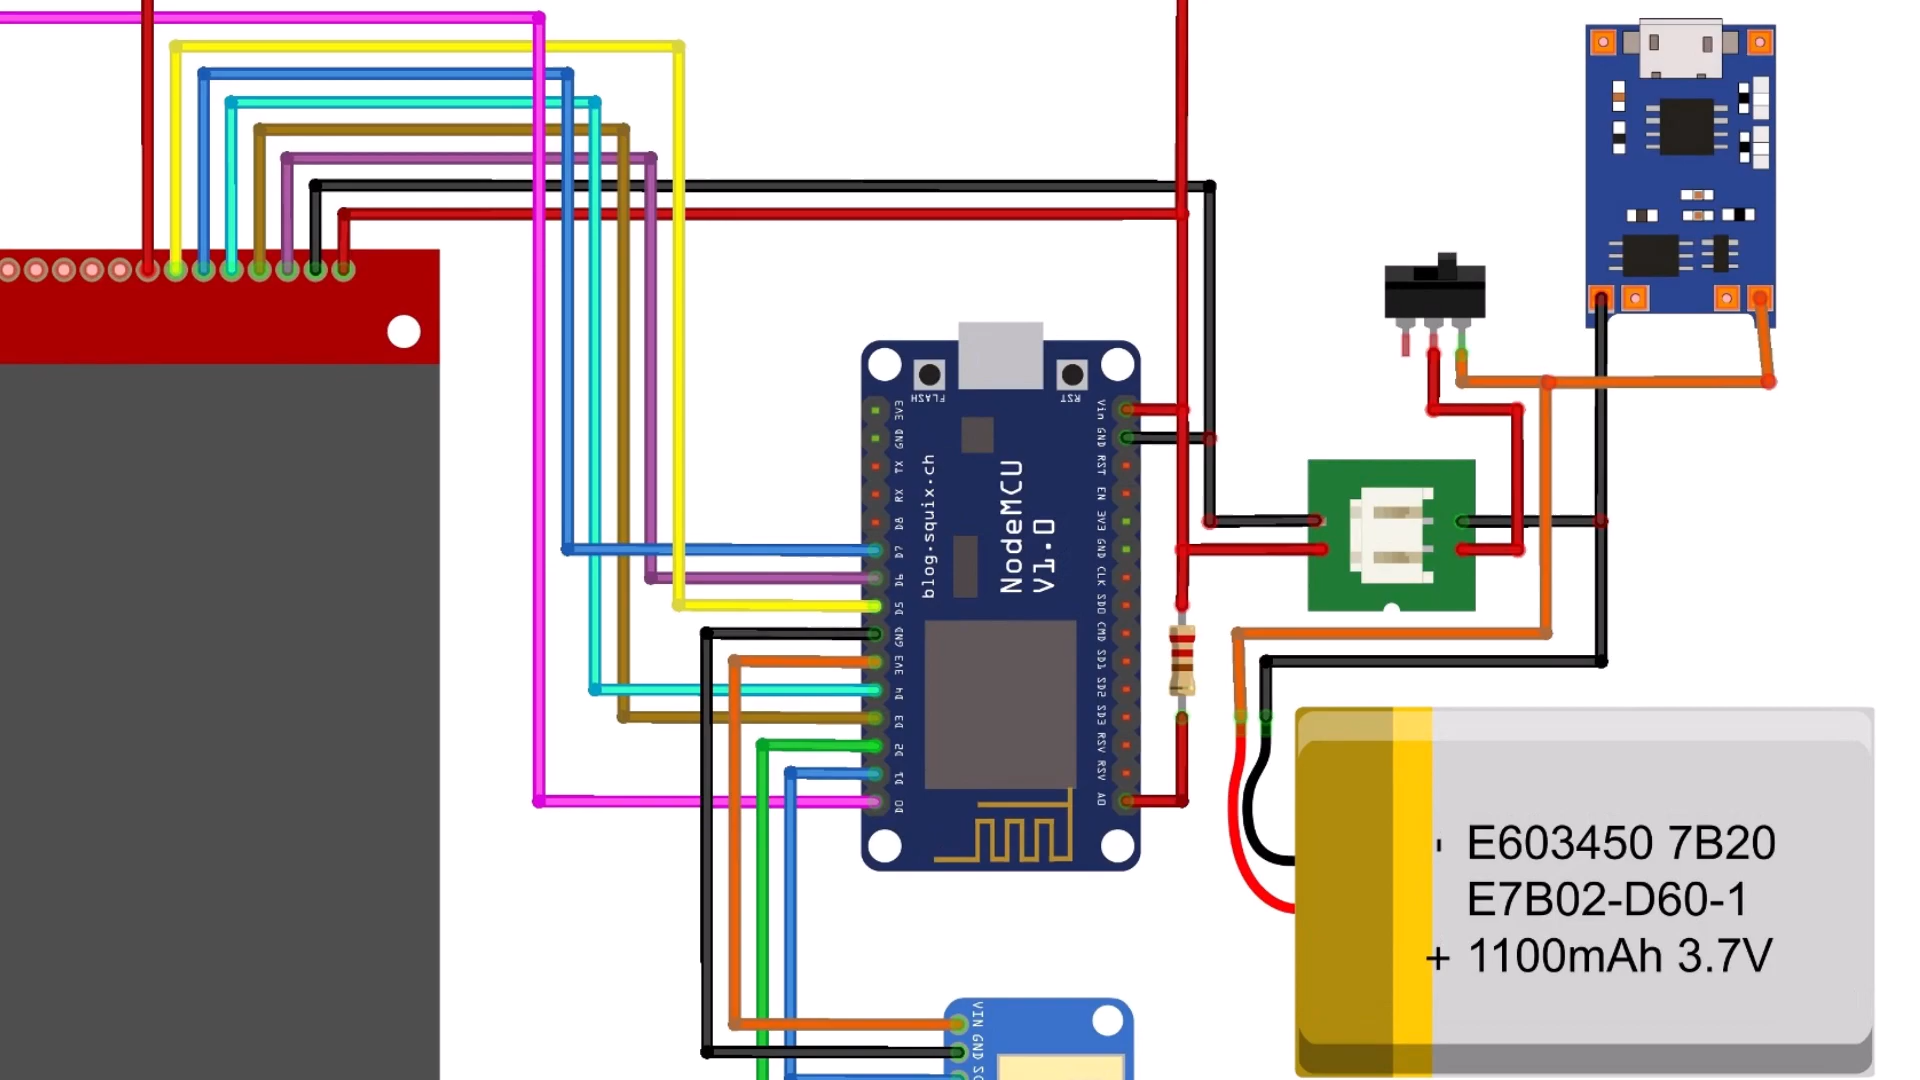 FLASH
RST
3V3
GND
TX
RX
D8
D7
D6
D5
GND
3V3
D4
D3
D2
D1
D0
blog.squix.ch
NodeMCU
V1.0
Vin
GND
RST
EN
3V3
GND
CLK
SD0
CMD
SD1
SD2
SD3
RSV
RSV
A0
- E603450 7B20
E7B02-D60-1
+ 1100mAh 3.7V
VIN
GND